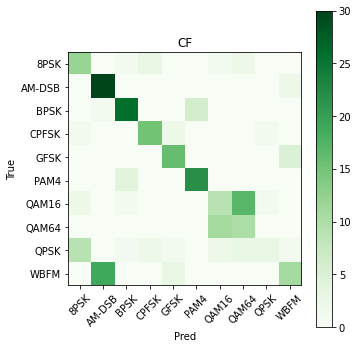 CF
True
8PSK
AM-DSB
BPSK
CPFSK
GFSK
PAM4
QAM16
QAM64
QPSK
WBFM
8PSK
AM-DSB
BPSK
CPFSK
GFSK
PAM4
QAM16
QAM64
QPSK
WBFM
Pred
30
25
20
15
10
5
0